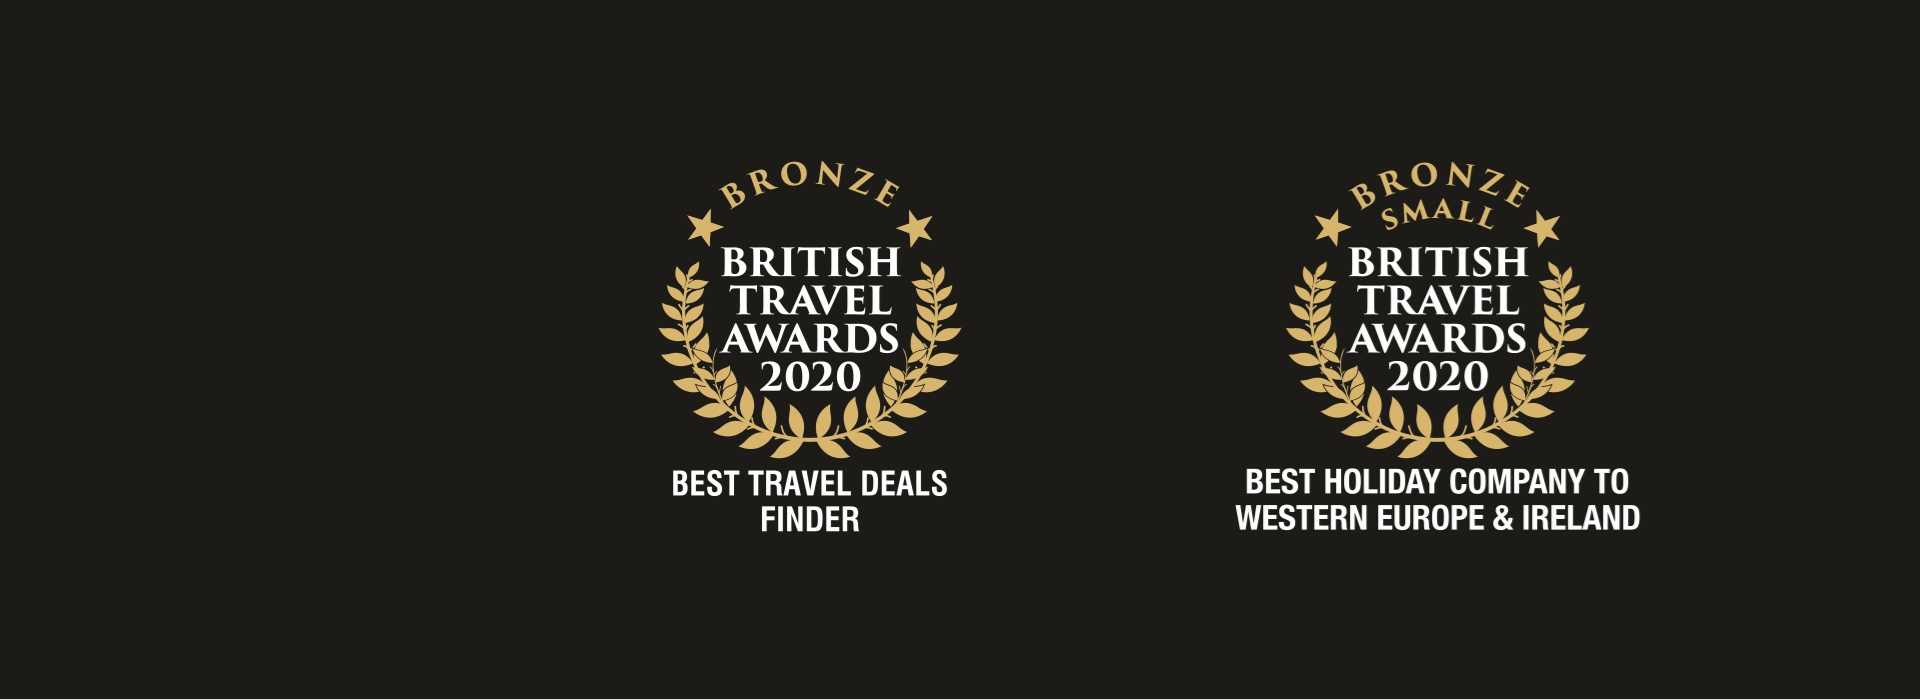 BRONZE
BRITISH
TRAVEL
AWARDS
2020
BEST TRAVEL DEALS
FINDER
BRONZE
SMALL
BRITISH
TRAVEL
AWARDS
2020
BEST HOLIDAY COMPANY TO
WESTERN EUROPE & IRELAND